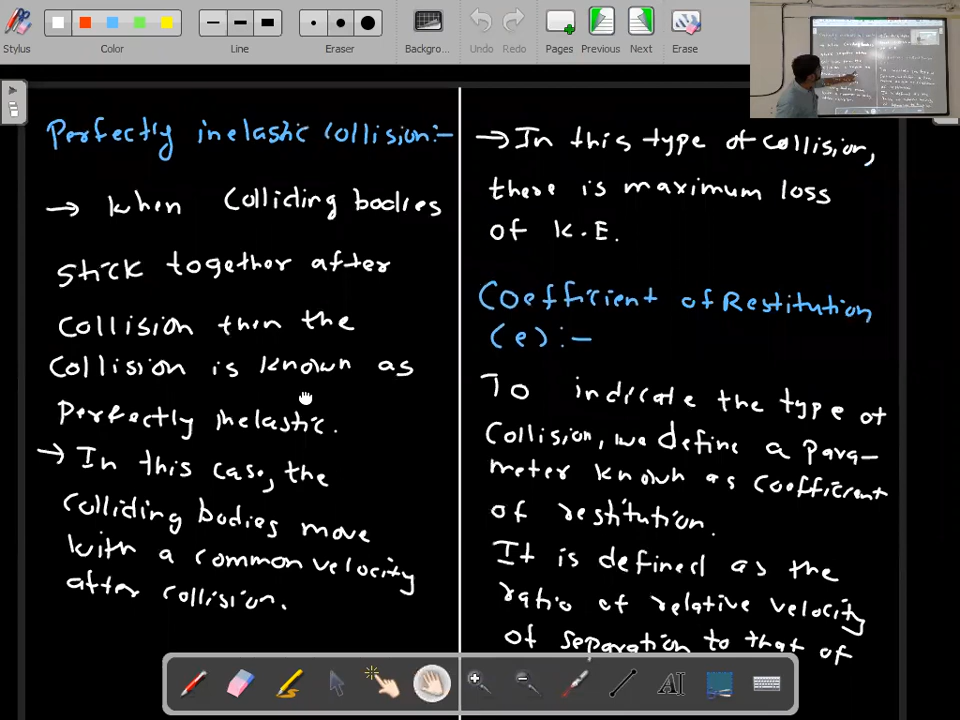 Stylus
Color
Line
Eraser
Backgro...
Undo
Redo
Pages
Previous
Next
Erase
Perfectly inelastic collision:-
→ when colliding bodies
stick together after
collision then the
collision is known as
perfectly inelastic.
→ In this case, the
colliding bodies move
with a common velocity
after collision.
→ In this type of collision,
there is maximum loss
of K.E.
Coefficient of Restitution
(e):-
To indicate the type of
collision, we define a para-
meter known as coefficient
of restitution.
It is defined as the
ratio of relative velocity
of separation to that of